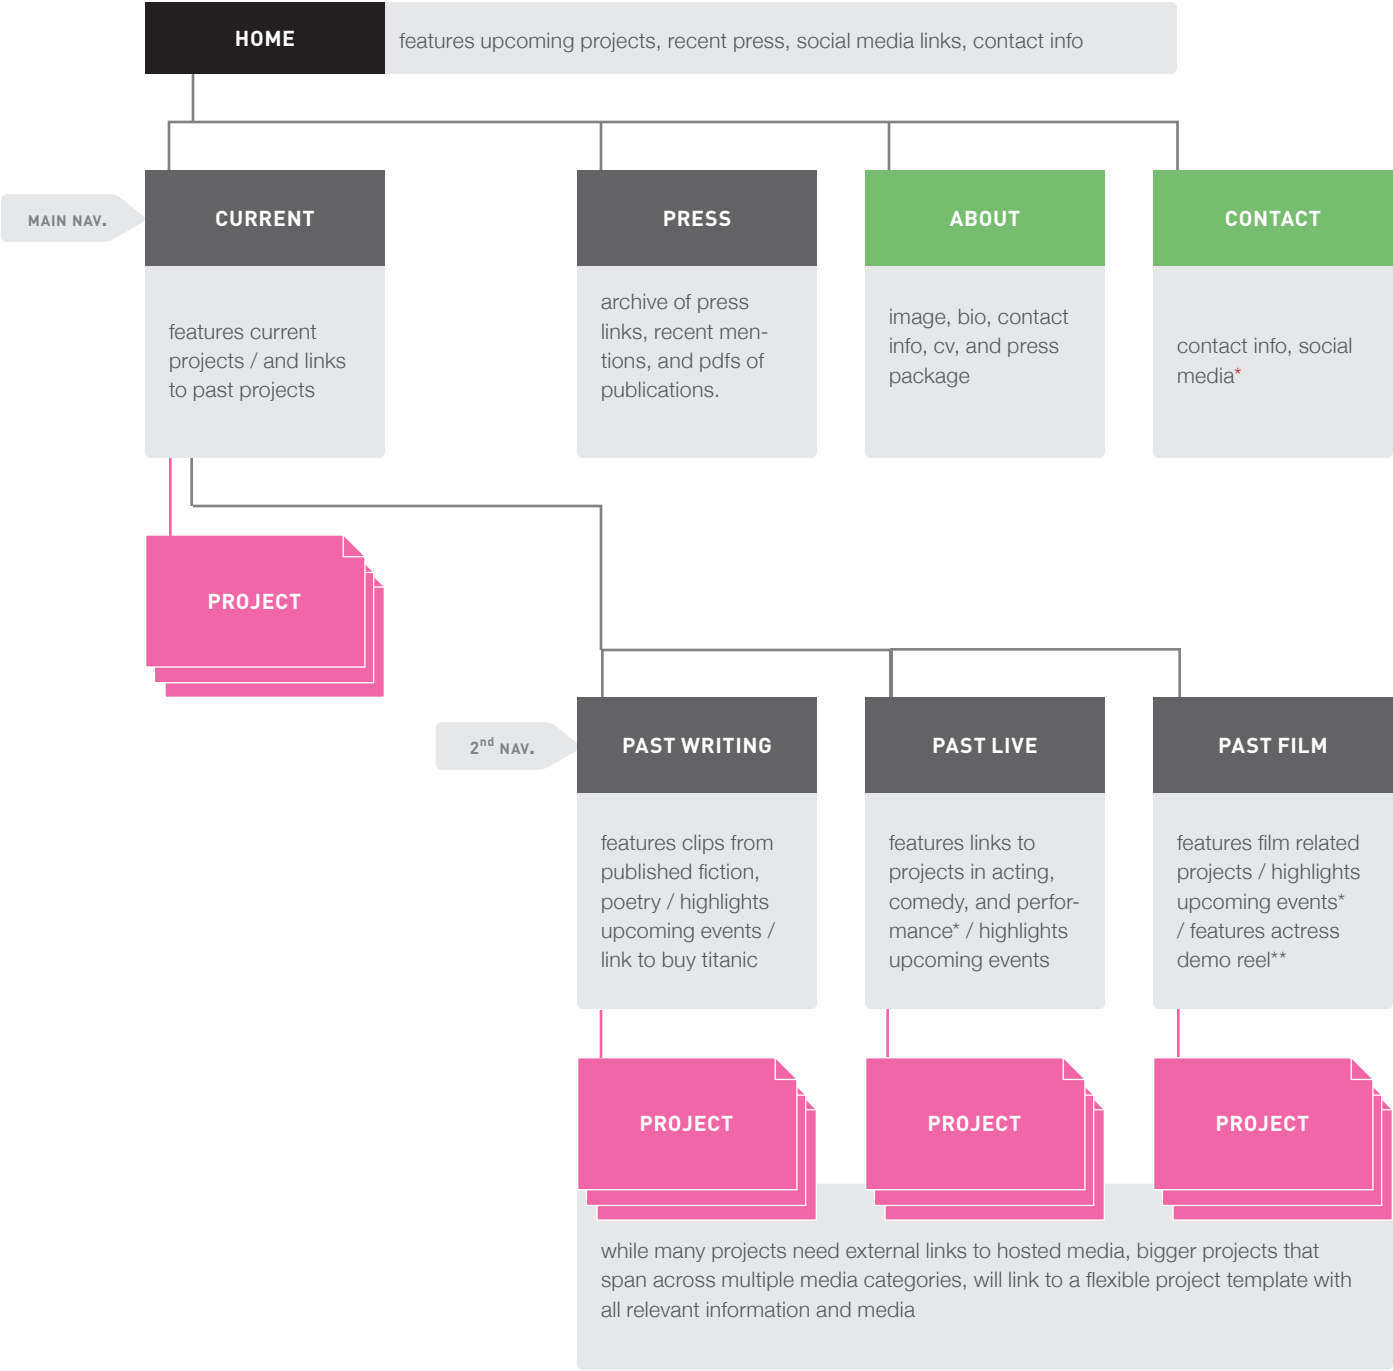 HOME
features upcoming projects, recent press, social media links, contact info
MAIN NAV.
CURRENT
features current
projects / and links
to past projects
PRESS
archive of press
links, recent men-
tions, and pdfs of
publications.
ABOUT
image, bio, contact
info, cv, and press
package
CONTACT
contact info, social
media*
PROJECT
2nd NAV.
PAST WRITING
features clips from
published fiction,
poetry / highlights
upcoming events /
link to buy titanic
PAST LIVE
features links to
projects in acting,
comedy, and perfor-
mance* / highlights
upcoming events
PAST FILM
features film related
projects / highlights
upcoming events*
/ features actress
demo reel**
PROJECT
PROJECT
PROJECT
while many projects need external links to hosted media, bigger projects that
span across multiple media categories, will link to a flexible project template with
all relevant information and media